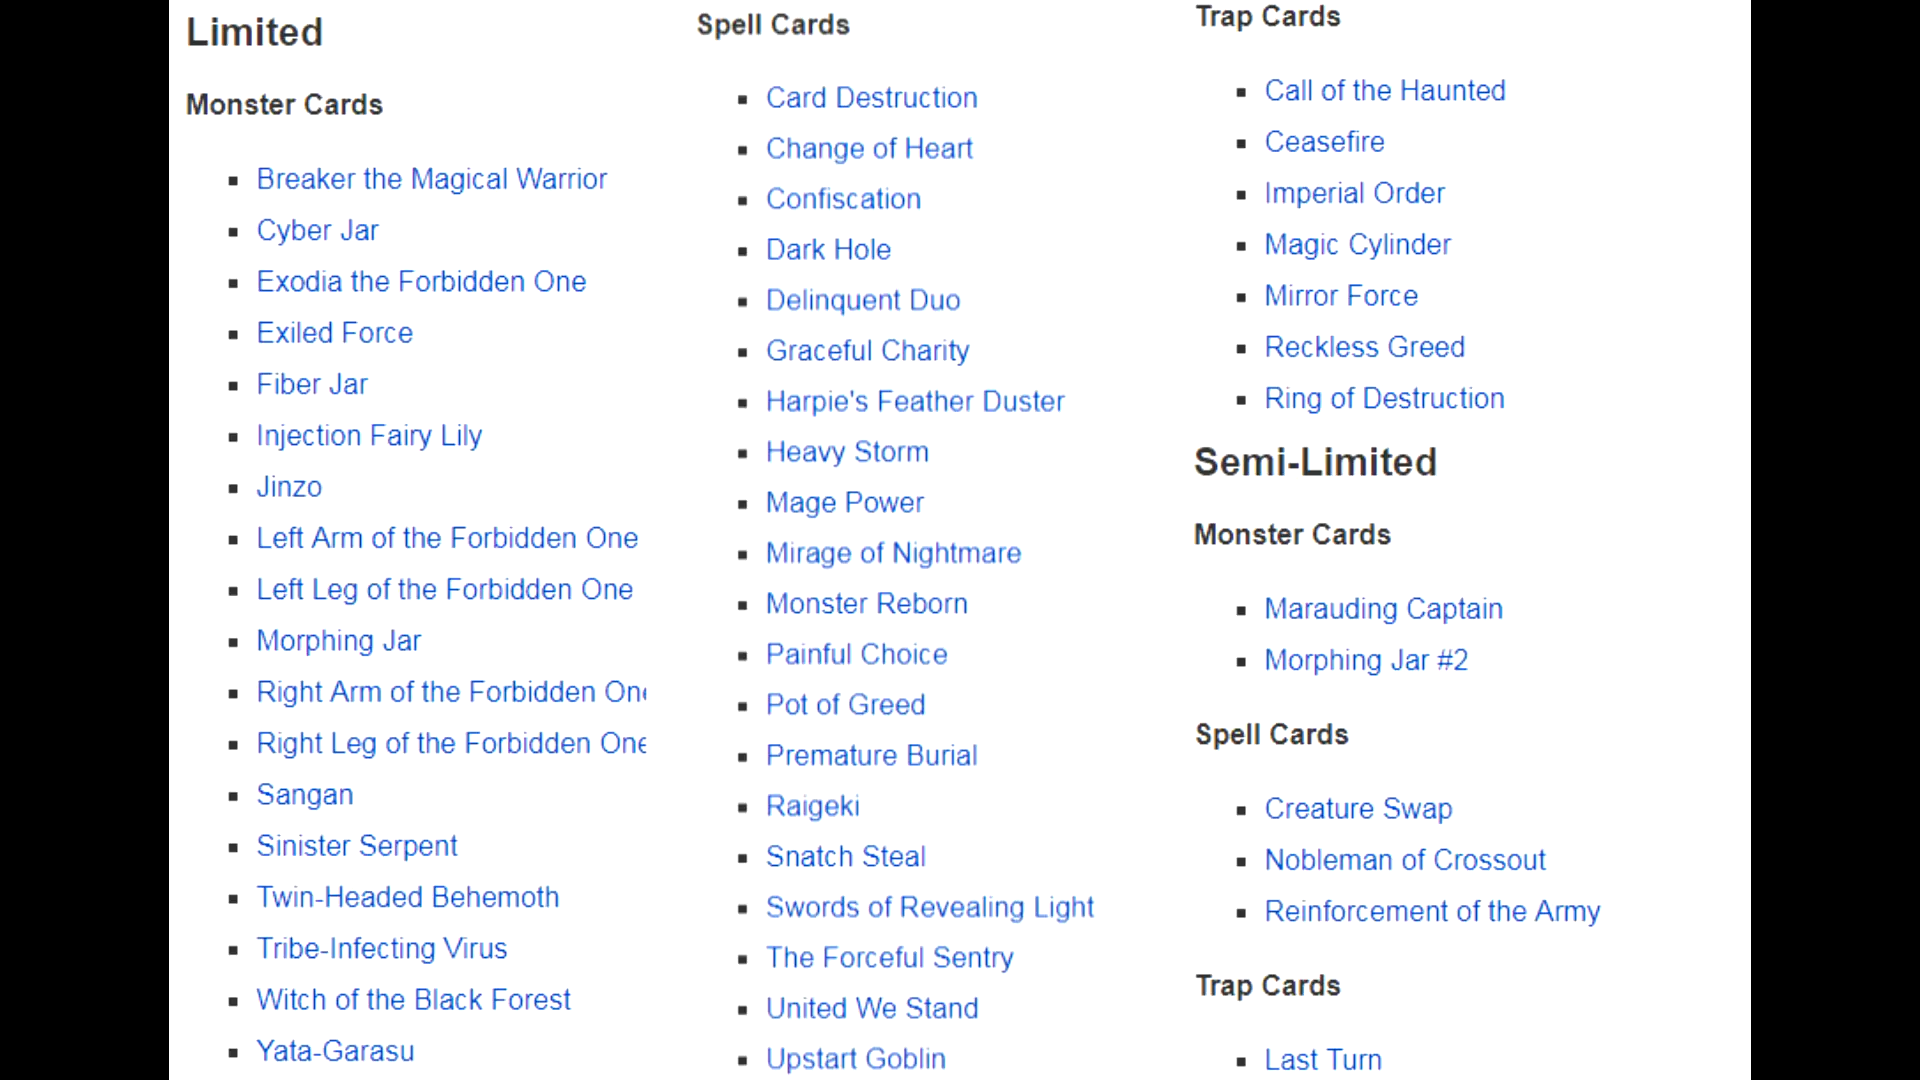 Limited
Monster Cards
Breaker the Magical Warrior
Cyber Jar
Exodia the Forbidden One
Exiled Force
Fiber Jar
Injection Fairy Lily
Jinzo
Left Arm of the Forbidden One
Left Leg of the Forbidden One
Morphing Jar
Right Arm of the Forbidden One
Right Leg of the Forbidden One
Sangan
Sinister Serpent
Twin-Headed Behemoth
Tribe-Infecting Virus
Witch of the Black Forest
Yata-Garasu
Spell Cards
Card Destruction
Change of Heart
Confiscation
Dark Hole
Delinquent Duo
Graceful Charity
Harpie's Feather Duster
Heavy Storm
Mage Power
Mirage of Nightmare
Monster Reborn
Painful Choice
Pot of Greed
Premature Burial
Raigeki
Snatch Steal
Swords of Revealing Light
The Forceful Sentry
United We Stand
Upstart Goblin
Trap Cards
Call of the Haunted
Ceasefire
Imperial Order
Magic Cylinder
Mirror Force
Reckless Greed
Ring of Destruction
Semi-Limited
Monster Cards
Marauding Captain
Morphing Jar #2
Spell Cards
Creature Swap
Nobleman of Crossout
Reinforcement of the Army
Trap Cards
Last Turn